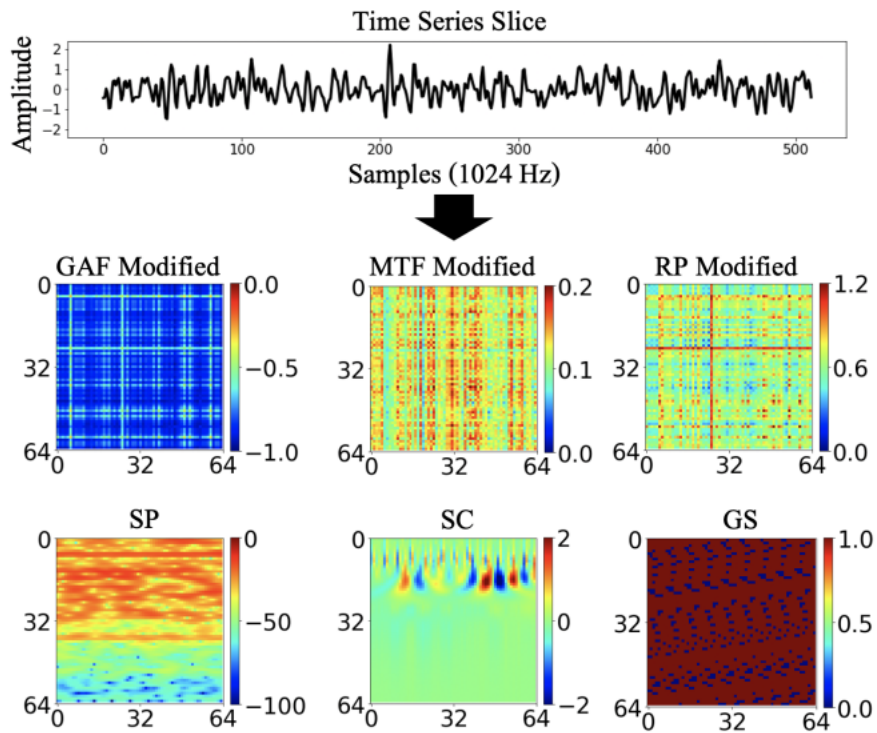 Time Series Slice
Amplitude
2
1
0
−1
−2
0 100 200 300 400 500
Samples (1024 Hz)
GAF Modified MTF Modified RP Modified
0 0.0 0 0.2 0 1.2
32 −0.5 32 0.1 32 0.6
64 −1.0 64 0.0 64 0.0
0 32 64 0 32 64 0 32 64
SP SC GS
0 0 0 2 0 1.0
32 −50 32 0 32 0.5
64 −100 64 −2 64 0.0
0 32 64 0 32 64 0 32 64